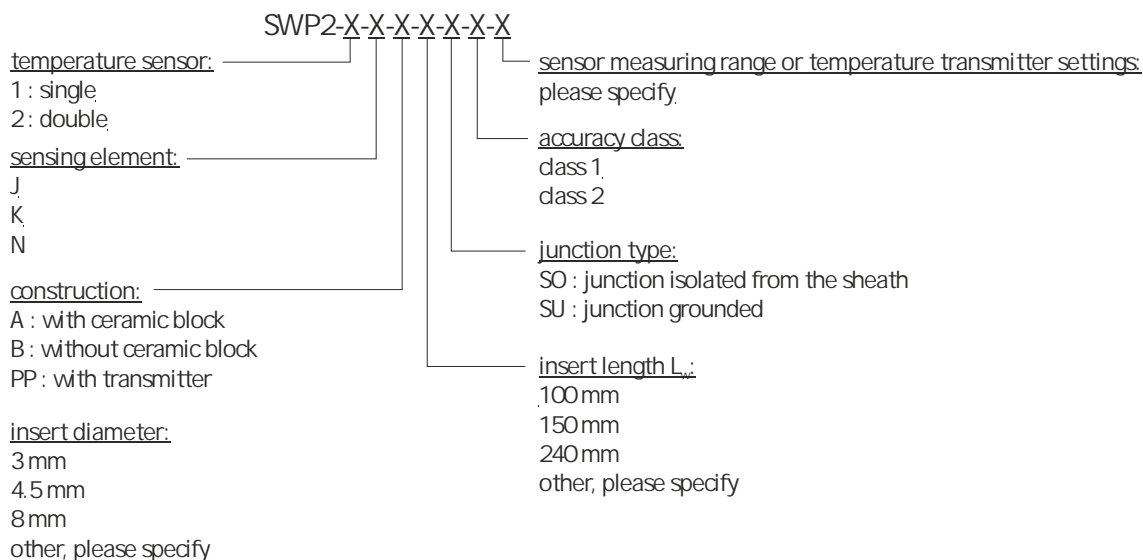 SWP2-X-X-X-X-X-X-X
temperature sensor:
1 : single
2 : double
sensing element:
J
K
N
construction:
A : with ceramic block
B : without ceramic block
PP : with transmitter
insert diameter:
3 mm
4.5 mm
8 mm
other, please specify
sensor measuring range or temperature transmitter settings:
please specify
accuracy class:
class 1
class 2
junction type:
SO : junction isolated from the sheath
SU : junction grounded
insert length Lw:
100 mm
150 mm
240 mm
other, please specify